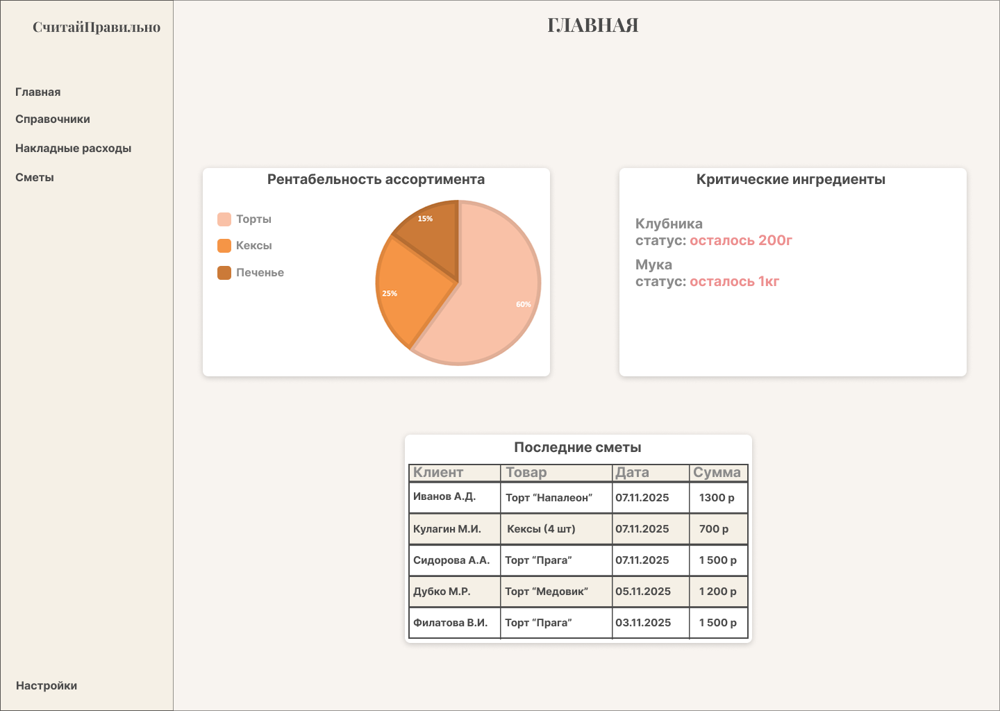 СчитайПравильно
ГЛАВНАЯ
Главная
Справочники
Накладные расходы
Сметы
Настройки
Рентабельность ассортимента
Торты
Кексы
Печенье
15%
25%
60%
Критические ингредиенты
Клубника
статус: осталось 200г
Мука
статус: осталось 1кг
Последние сметы
Клиент Товар Дата Сумма
Иванов А.Д. Торт “Напалеон” 07.11.2025 1300 р
Кулагин М.И. Кексы (4 шт) 07.11.2025 700 р
Сидорова А.А. Торт “Прага” 07.11.2025 1 500 р
Дубко М.Р. Торт “Медовик” 05.11.2025 1 200 р
Филатова В.И. Торт “Прага” 03.11.2025 1 500 р